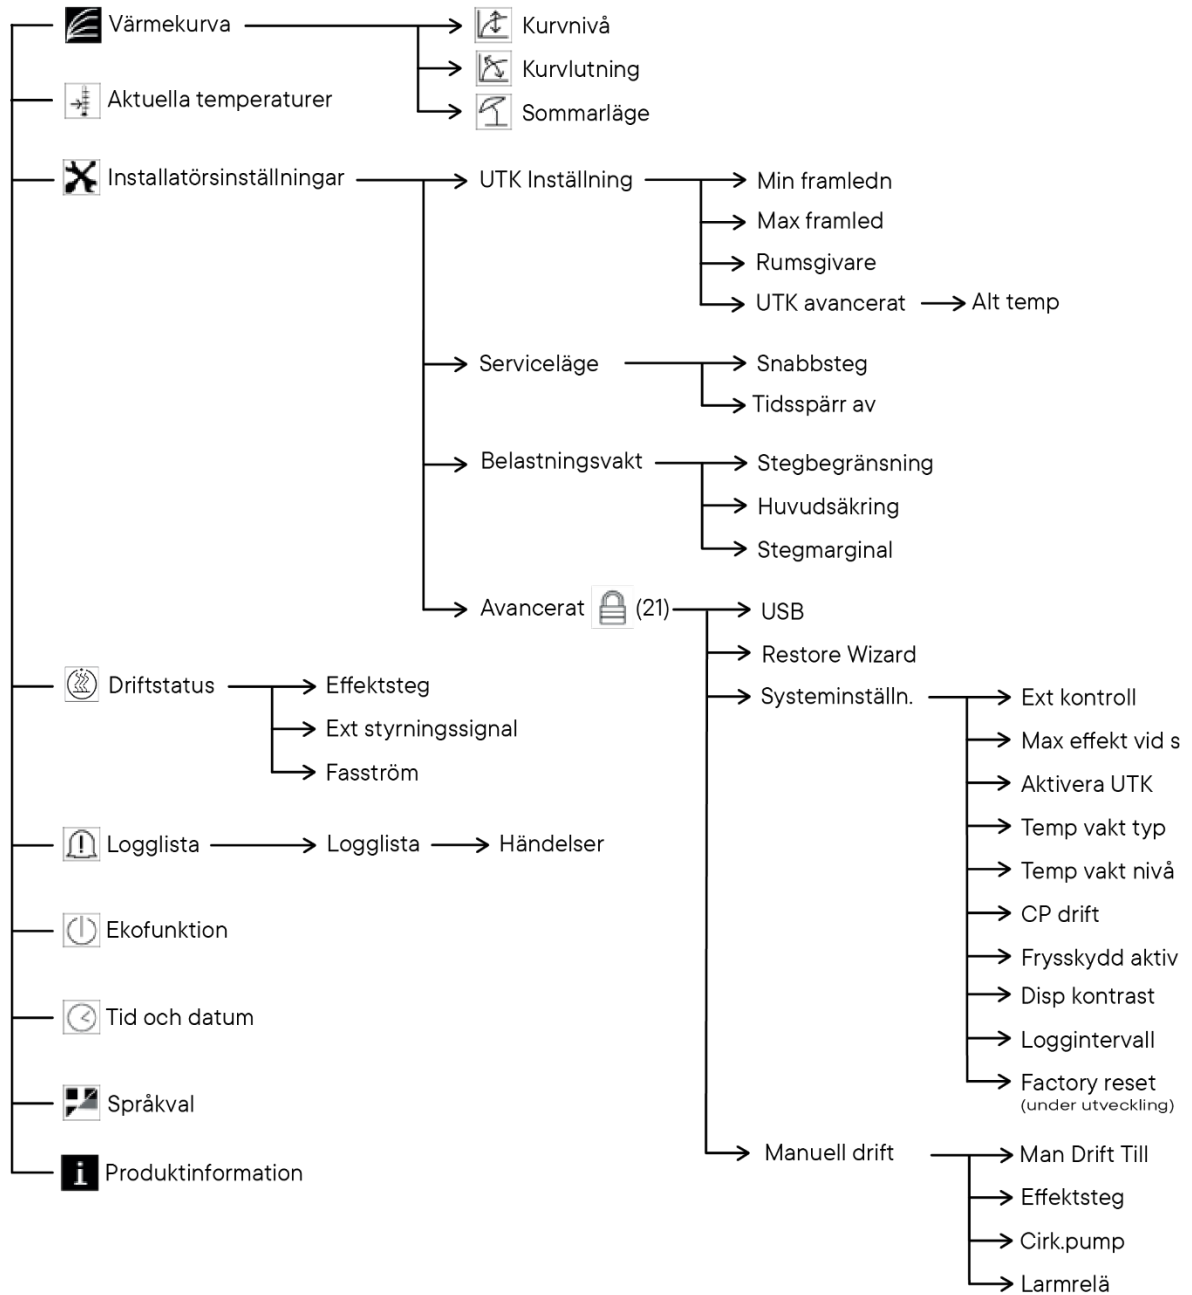 Värmekurva
Kurvnivå
Kurvlutning
Sommarläge
Aktuella temperaturer
Installatörsinställningar
UTK Inställning
Min framledn
Max framled
Rumsgivare
UTK avancerat
Alt temp
Serviceläge
Snabbsteg
Tidsspärr av
Belastningsvakt
Stegbegränsning
Huvudsäkring
Stegmarginal
Avancerat (21)
USB
Restore Wizard
Systeminställn.
Ext kontroll
Max effekt vid s
Aktivera UTK
Temp vakt typ
Temp vakt nivå
CP drift
Frysskydd aktiv
Disp kontrast
Loggintervall
Factory reset
(under utveckling)
Manuell drift
Man Drift Till
Effektsteg
Cirk.pump
Larmrelä
Driftstatus
Effektsteg
Ext styrningssignal
Fasström
Logglista
Logglista
Händelser
Ekofunktion
Tid och datum
Språkval
Produktinformation